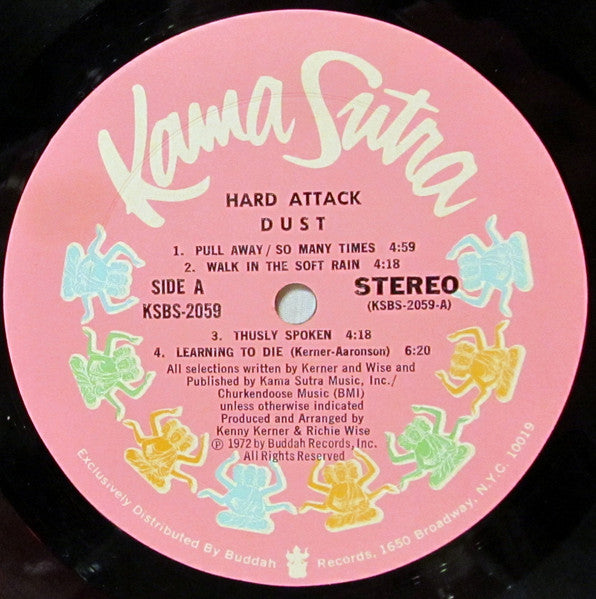 Kama Sutra
HARD ATTACK
DUST
1. PULL AWAY / SO MANY TIMES 4:59
2. WALK IN THE SOFT RAIN 4:18
SIDE A
KSBS-2059
STEREO
(KSBS-2059-A)
3. THUSLY SPOKEN 4:18
4. LEARNING TO DIE (Kerner-Aaronson) 6:20
All selections written by Kerner and Wise and
Published by Kama Sutra Music, Inc./
Churkendoose Music (BMI)
unless otherwise indicated
Produced and Arranged by
Kenny Kerner & Richie Wise
℗ 1972 by Buddah Records, Inc.
All Rights Reserved
Exclusively Distributed By Buddah Records, 1650 Broadway, N.Y.C. 10019